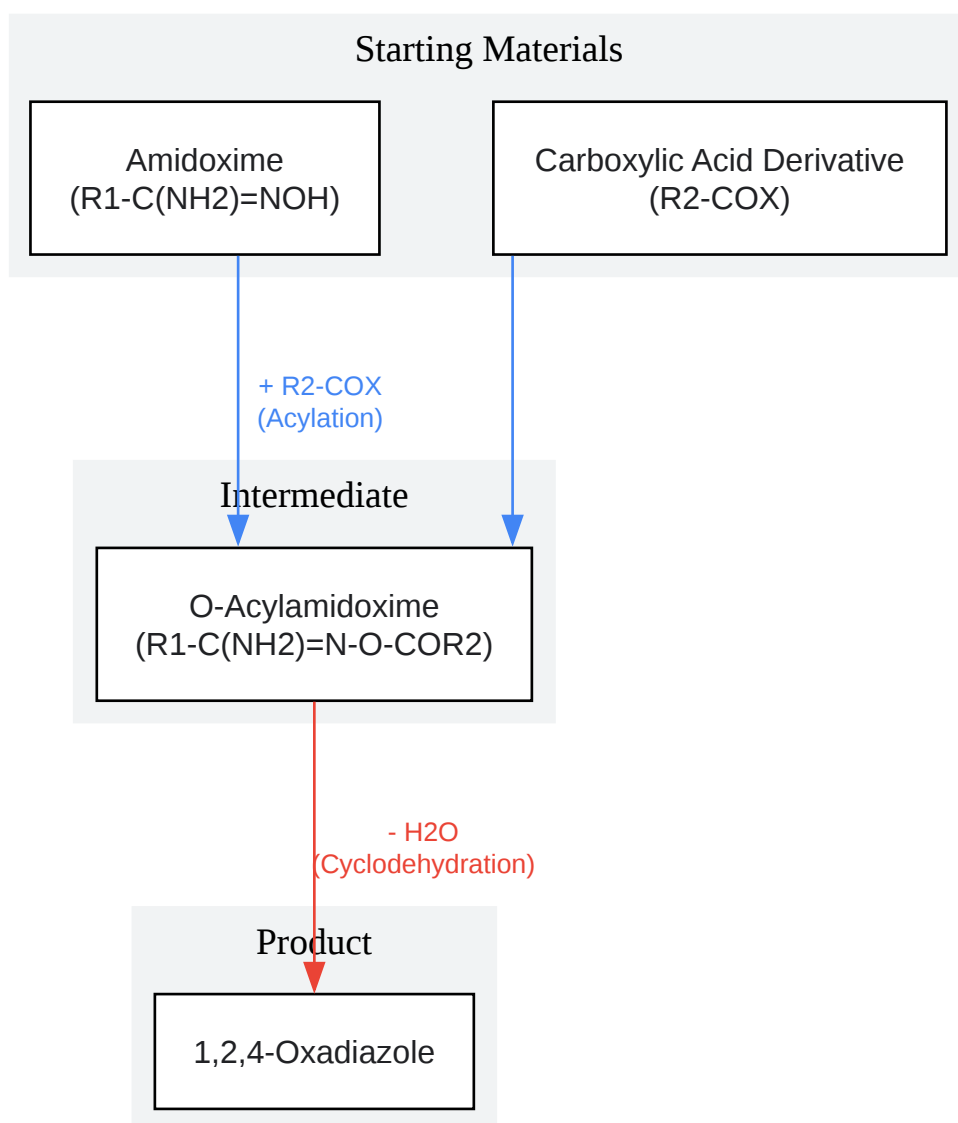 Starting Materials
Amidoxime
(R1-C(NH2)=NOH)
Carboxylic Acid Derivative
(R2-COX)
+ R2-COX
(Acylation)
Intermediate
O-Acylamidoxime
(R1-C(NH2)=N-O-COR2)
- H2O
(Cyclodehydration)
Product
1,2,4-Oxadiazole